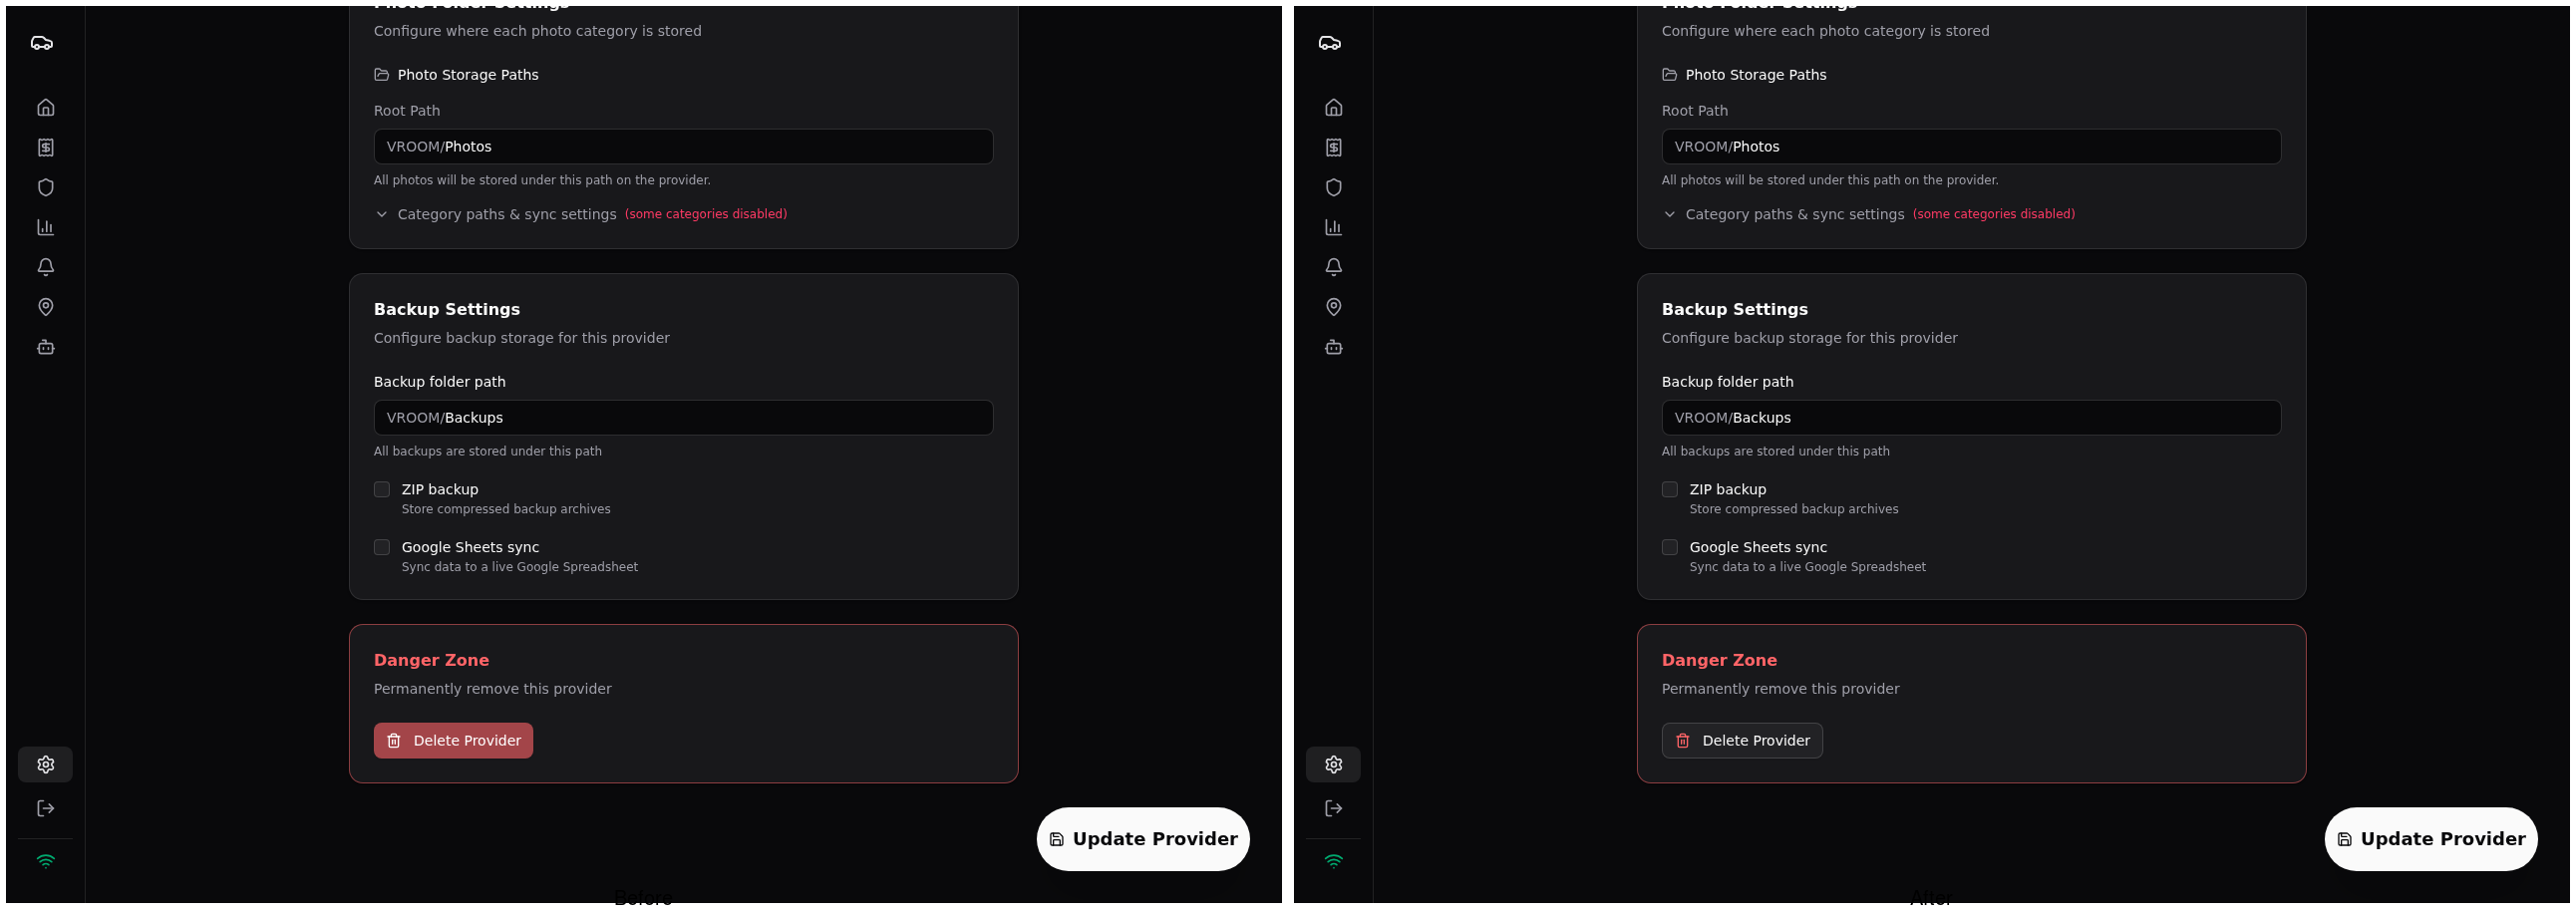 Photo Folder Settings
Configure where each photo category is stored
Photo Storage Paths
Root Path
VROOM/Photos
All photos will be stored under this path on the provider.
Category paths & sync settings (some categories disabled)
Backup Settings
Configure backup storage for this provider
Backup folder path
VROOM/Backups
All backups are stored under this path
ZIP backup
Store compressed backup archives
Google Sheets sync
Sync data to a live Google Spreadsheet
Danger Zone
Permanently remove this provider
Delete Provider
Update Provider
Before
Photo Folder Settings
Configure where each photo category is stored
Photo Storage Paths
Root Path
VROOM/Photos
All photos will be stored under this path on the provider.
Category paths & sync settings (some categories disabled)
Backup Settings
Configure backup storage for this provider
Backup folder path
VROOM/Backups
All backups are stored under this path
ZIP backup
Store compressed backup archives
Google Sheets sync
Sync data to a live Google Spreadsheet
Danger Zone
Permanently remove this provider
Delete Provider
Update Provider
After